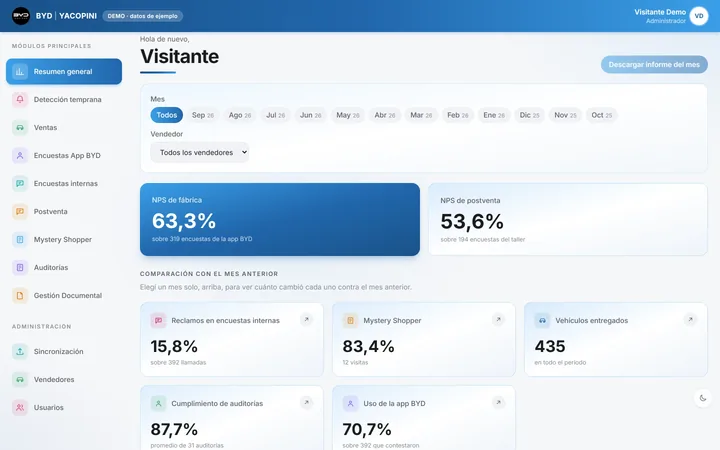 BYD BYD | YACOPINI DEMO · datos de ejemplo
Visitante Demo
Administrador
VD
MÓDULOS PRINCIPALES
Resumen general
Detección temprana
Ventas
Encuestas App BYD
Encuestas internas
Postventa
Mystery Shopper
Auditorías
Gestión Documental
ADMINISTRACIÓN
Sincronización
Vendedores
Usuarios
Hola de nuevo,
Visitante
Descargar informe del mes
Mes
Todos Sep 26 Ago 26 Jul 26 Jun 26 May 26 Abr 26 Mar 26 Feb 26 Ene 26 Dic 25 Nov 25 Oct 25
Vendedor
Todos los vendedores
NPS de fábrica
63,3%
sobre 319 encuestas de la app BYD
NPS de postventa
53,6%
sobre 194 encuestas del taller
COMPARACIÓN CON EL MES ANTERIOR
Elegí un mes solo, arriba, para ver cuánto cambió cada uno contra el mes anterior.
Reclamos en encuestas internas
15,8%
sobre 392 llamadas
Mystery Shopper
83,4%
12 visitas
Vehículos entregados
435
en todo el período
Cumplimiento de auditorías
87,7%
promedio de 31 auditorías
Uso de la app BYD
70,7%
sobre 392 que contestaron